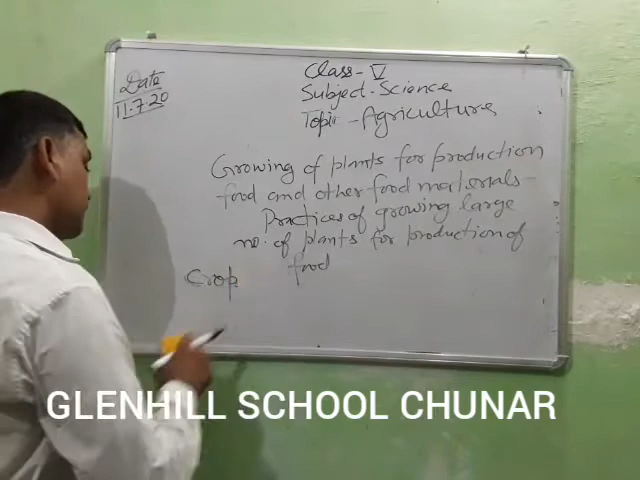 Date
11.7.20
Class - V
Subject - Science
Topic - Agriculture
Growing of plants for production
food and other food materials -
Practices of growing large
no. of plants for production of
food
Crop
GLENHILL SCHOOL CHUNAR